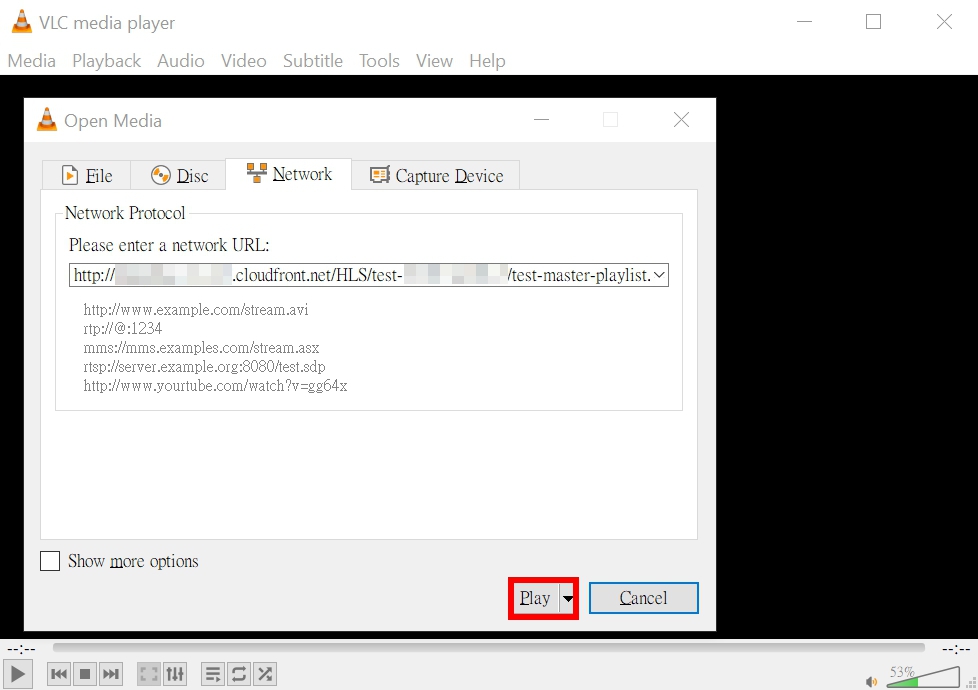 VLC media player
Media Playback Audio Video Subtitle Tools View Help
Open Media
File Disc Network Capture Device
Network Protocol
Please enter a network URL:
http:// .cloudfront.net/HLS/test- /test-master-playlist.
http://www.example.com/stream.avi
rtp://@:1234
mms://mms.examples.com/stream.asx
rtsp://server.example.org:8080/test.sdp
http://www.yourtube.com/watch?v=gg64x
Show more options
Play Cancel
--:-- --:--
53%